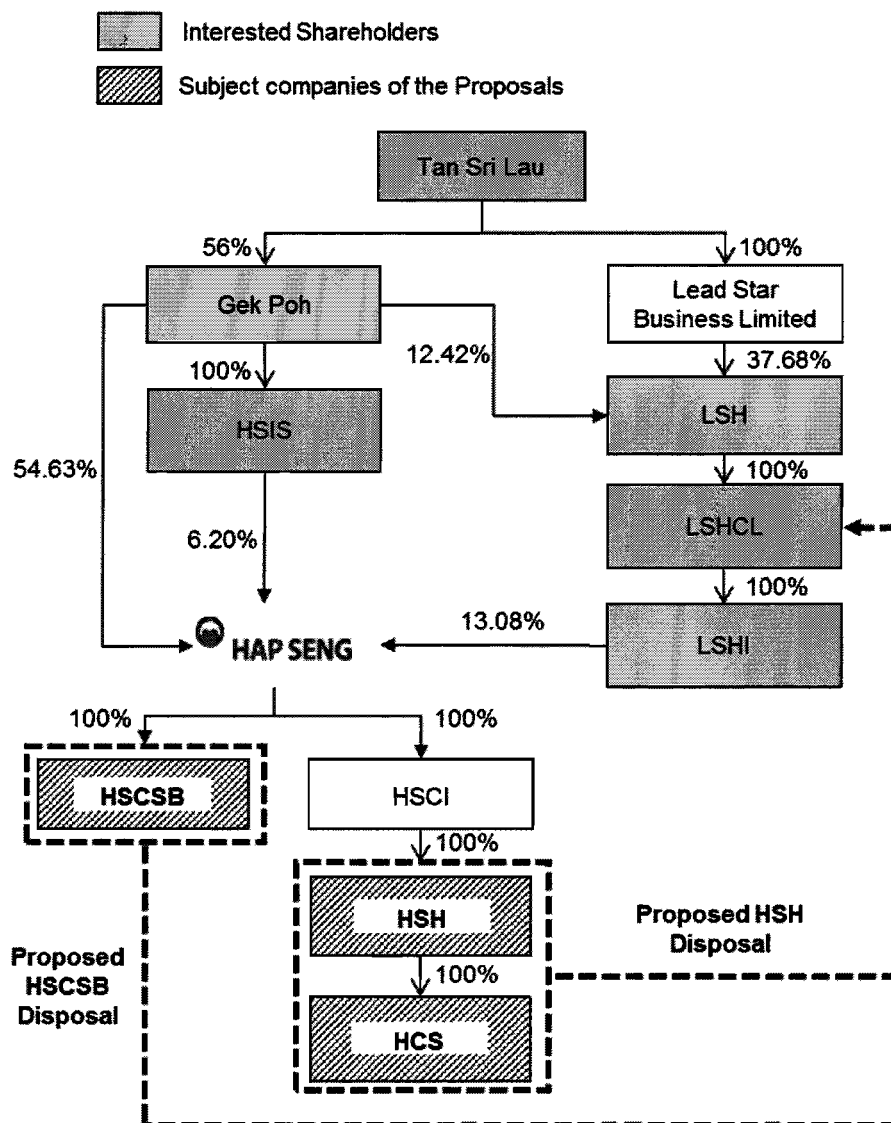 Interested Shareholders
Subject companies of the Proposals
Tan Sri Lau
56%
100%
Gek Poh
Lead Star
Business Limited
12.42%
100%
37.68%
HSIS
LSH
54.63%
100%
LSHCL
6.20%
100%
13.08%
HAP SENG
LSHI
100%
100%
HSCSB
HSCI
100%
HSH
Proposed HSH
Disposal
Proposed
HSCSB
Disposal
100%
HCS